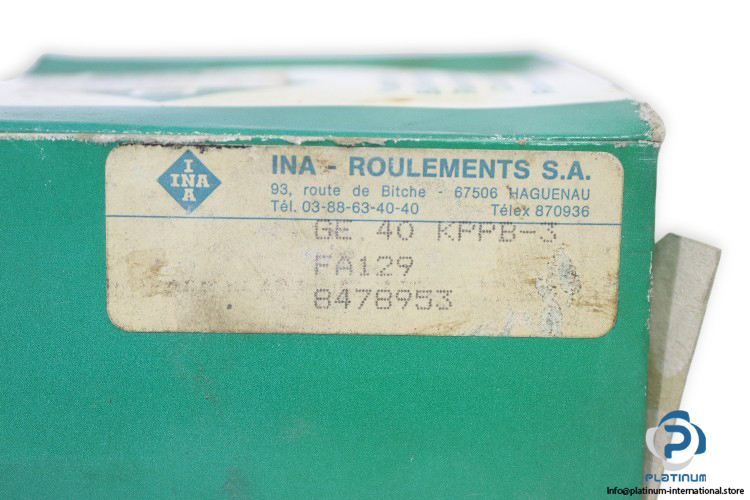 I
INA
A
INA - ROULEMENTS S.A.
93, route de Bitche - 67506 HAGUENAU
Tél. 03-88-63-40-40 Télex 870936
GE 40 KPPB-3
FA129
8478953
PLATINUM
Info@platinum-international.store